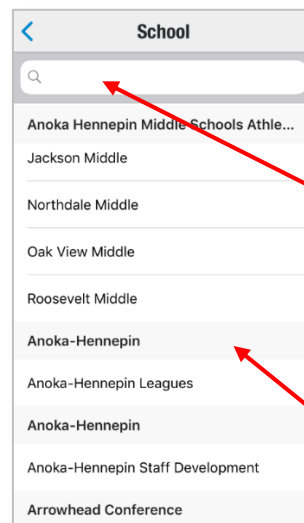 School
Anoka Hennepin Middle Schools Athle...
Jackson Middle
Northdale Middle
Oak View Middle
Roosevelt Middle
Anoka-Hennepin
Anoka-Hennepin Leagues
Anoka-Hennepin
Anoka-Hennepin Staff Development
Arrowhead Conference